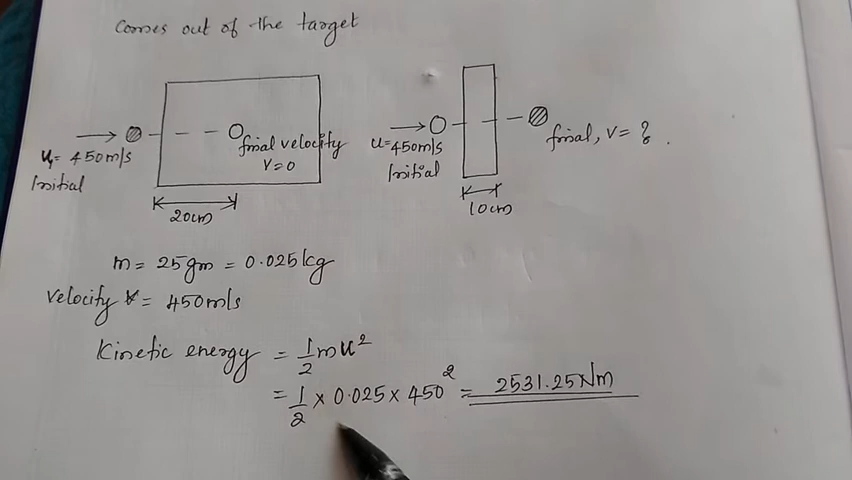 Comes out of the target
u₁= 450m/s
Initial
final velocity
V=0
20cm
u=450m/s
Initial
final, V= ?
10cm
m= 25gm = 0.025kg
Velocity = 450m/s
Kinetic energy = 1/2 mu²
= 1/2 × 0.025 × 450² = 2531.25Nm